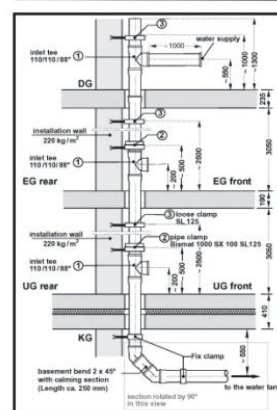 ③
~1000
water supply
inlet tee ①
110/110/88°
~560
~1000
~1300
DG
235
③
installation wall
220 kg/m²
②
inlet tee ①
110/110/88°
~200
500
~2600
3050
EG rear
EG front
190
③ loose clamp
SL 125
installation wall
220 kg/m²
② pipe clamp
Bismat 1000 SX 100 SL125
inlet tee ①
110/110/88°
~200
500
~2600
3050
UG rear
UG front
410
KG
Fix clamp
basement bend 2 x 45°
with calming section
(Length ca. 250 mm)
to the water tan
section rotated by 90°
in this view